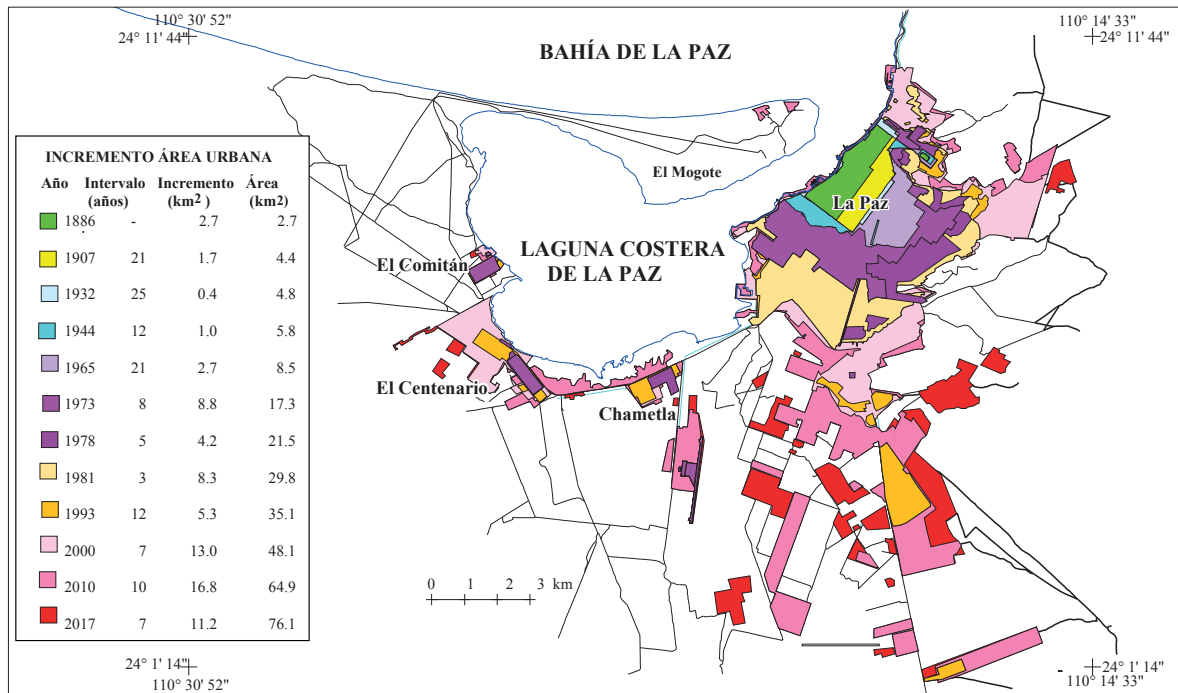 110° 30' 52"
24° 11' 44"
110° 14' 33"
24° 11' 44"
BAHÍA DE LA PAZ
El Mogote
La Paz
LAGUNA COSTERA
DE LA PAZ
El Comitán
El Centenario
Chametla
INCREMENTO ÁREA URBANA
Año Intervalo (años) Incremento (km2 ) Área (km2)
1886 - 2.7 2.7
1907 21 1.7 4.4
1932 25 0.4 4.8
1944 12 1.0 5.8
1965 21 2.7 8.5
1973 8 8.8 17.3
1978 5 4.2 21.5
1981 3 8.3 29.8
1993 12 5.3 35.1
2000 7 13.0 48.1
2010 10 16.8 64.9
2017 7 11.2 76.1
0 1 2 3 km
24° 1' 14"
110° 30' 52"
24° 1' 14"
110° 14' 33"